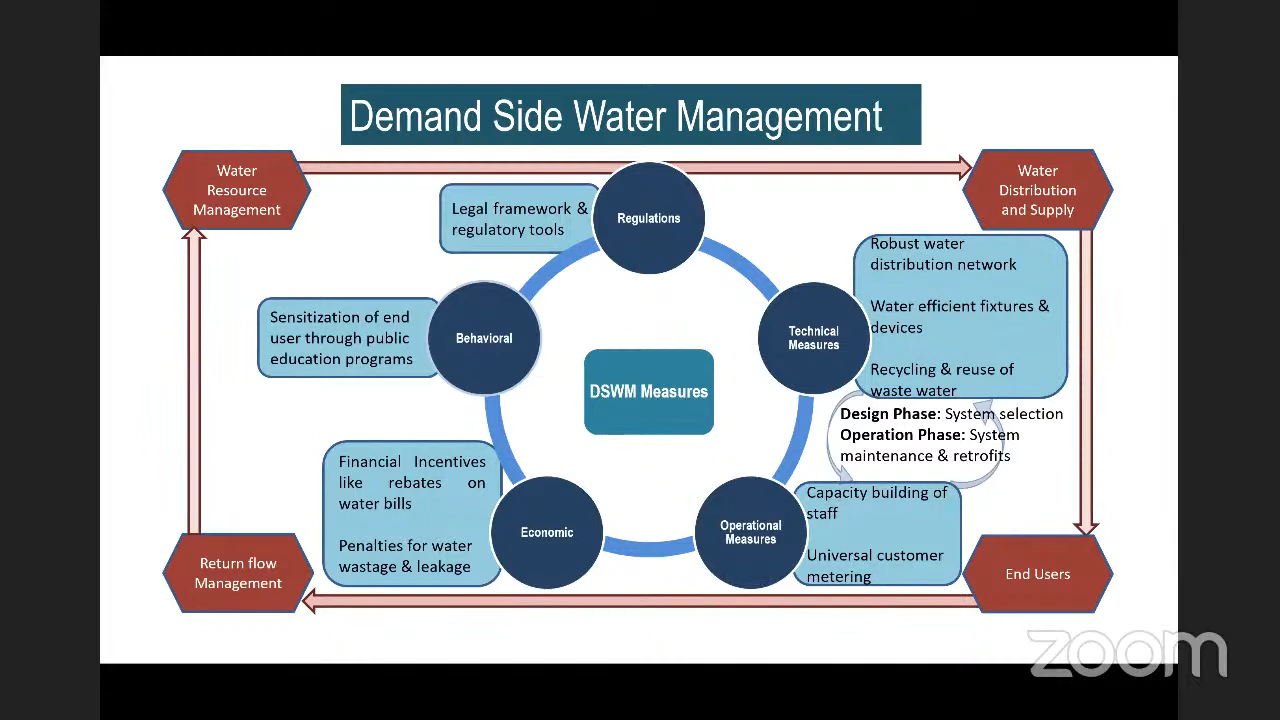 Demand Side Water Management
Water
Resource
Management
Water
Distribution
and Supply
Legal framework &
regulatory tools
Regulations
Robust water
distribution network
Water efficient fixtures &
devices
Recycling & reuse of
waste water
Technical
Measures
Sensitization of end
user through public
education programs
Behavioral
DSWM Measures
Design Phase: System selection
Operation Phase: System
maintenance & retrofits
Financial Incentives
like rebates on
water bills
Penalties for water
wastage & leakage
Economic
Operational
Measures
Capacity building of
staff
Universal customer
metering
Return flow
Management
End Users
zoom